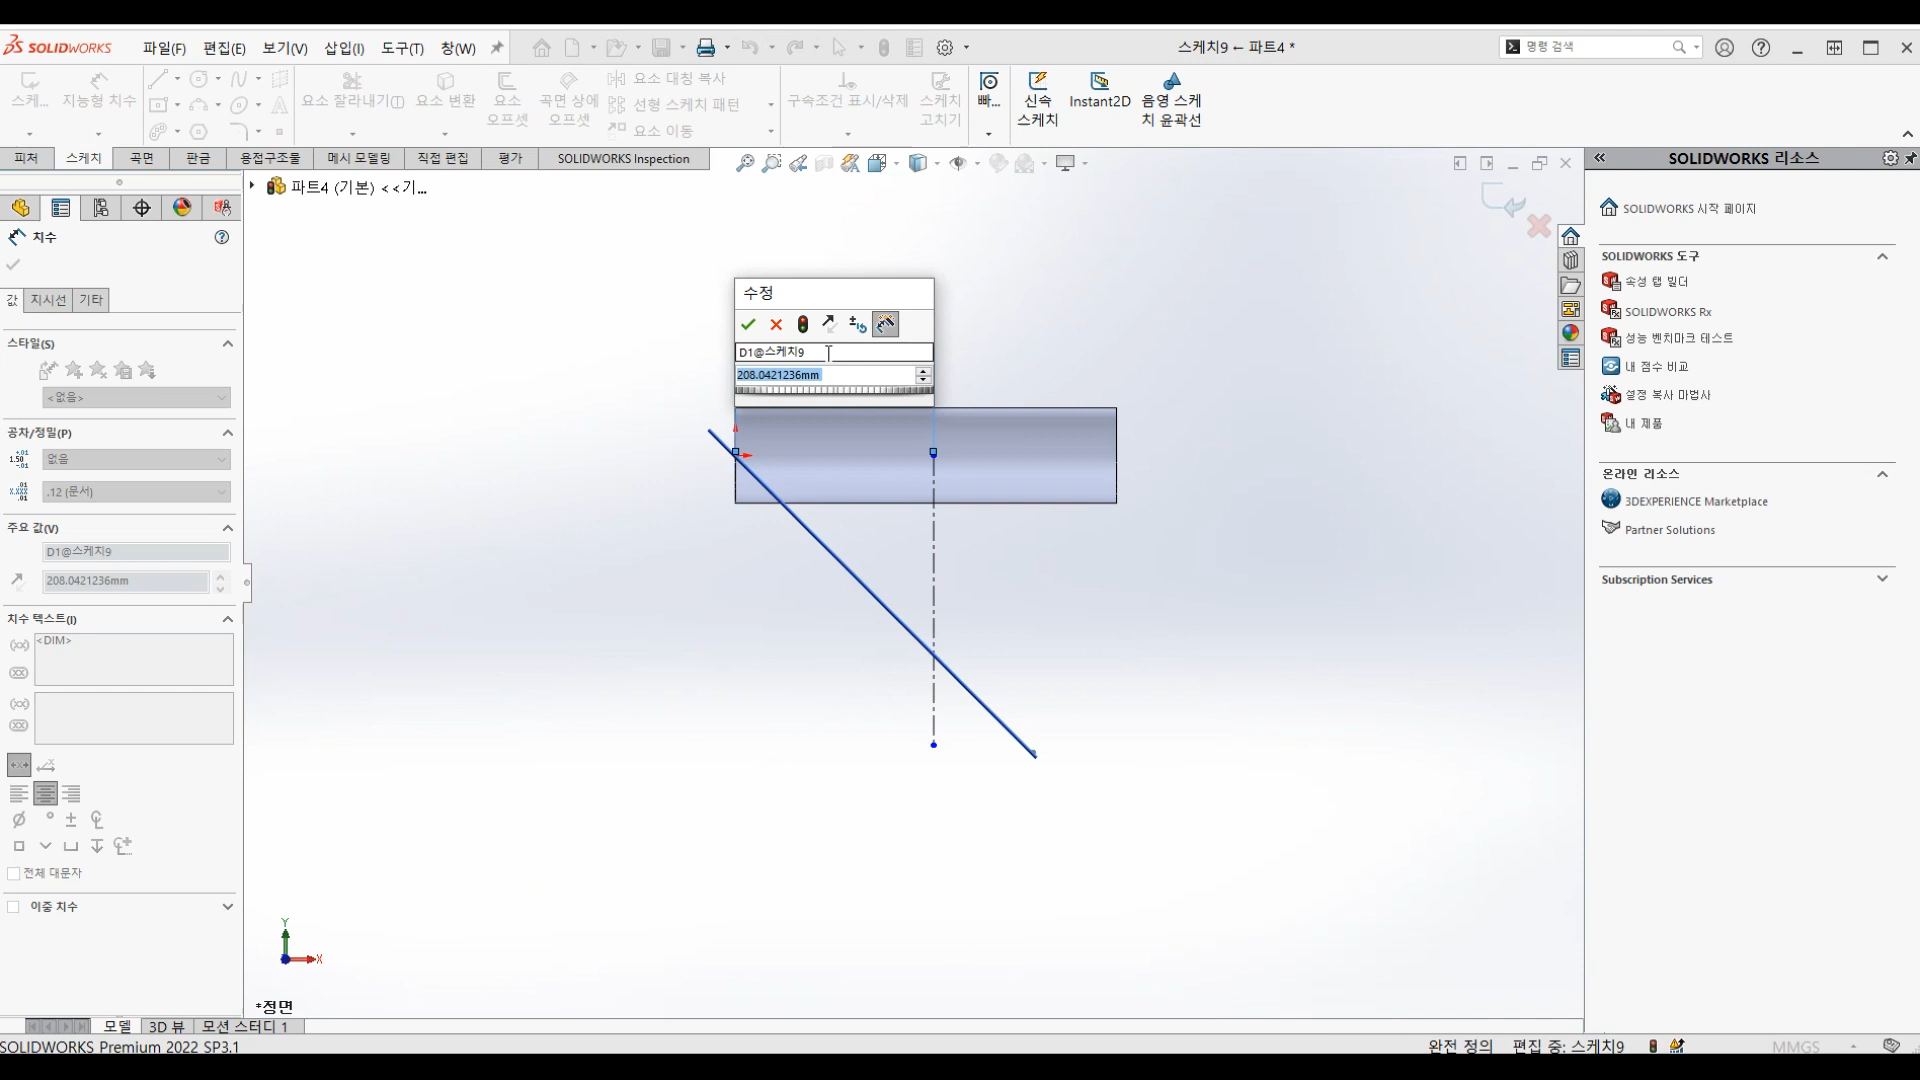 SOLIDWORKS 파일(F) 편집(E) 보기(V) 삽입(I) 도구(T) 창(W) 스케치9 ← 파트4 * 명령 검색
스케... 지능형 치수 요소 잘라내기(T) 요소 변환 요소 오프셋 곡면 상에 오프셋 요소 대칭 복사 구속조건 표시/삭제 스케치 고치기 빠... 신속 스케치 Instant2D 음영 스케치 윤곽선
선형 스케치 패턴
요소 이동
피처 스케치 곡면 판금 용접구조물 메시 모델링 직접 편집 평가 SOLIDWORKS Inspection
파트4 (기본) <<기...
치수
값 지시선 기타
스타일(S)
<없음>
공차/정밀(P)
없음
.12 (문서)
주요 값(V)
D1@스케치9
208.0421236mm
치수 텍스트(I)
<DIM>
전체 대문자
이중 치수
수정
D1@스케치9
208.0421236mm
Y
X
*정면
SOLIDWORKS 리소스
SOLIDWORKS 시작 페이지
SOLIDWORKS 도구
속성 탭 빌더
SOLIDWORKS Rx
성능 벤치마크 테스트
내 점수 비교
설정 복사 마법사
내 제품
온라인 리소스
3DEXPERIENCE Marketplace
Partner Solutions
Subscription Services
모델 3D 뷰 모션 스터디 1
SOLIDWORKS Premium 2022 SP3.1 완전 정의 편집 중: 스케치9 MMGS